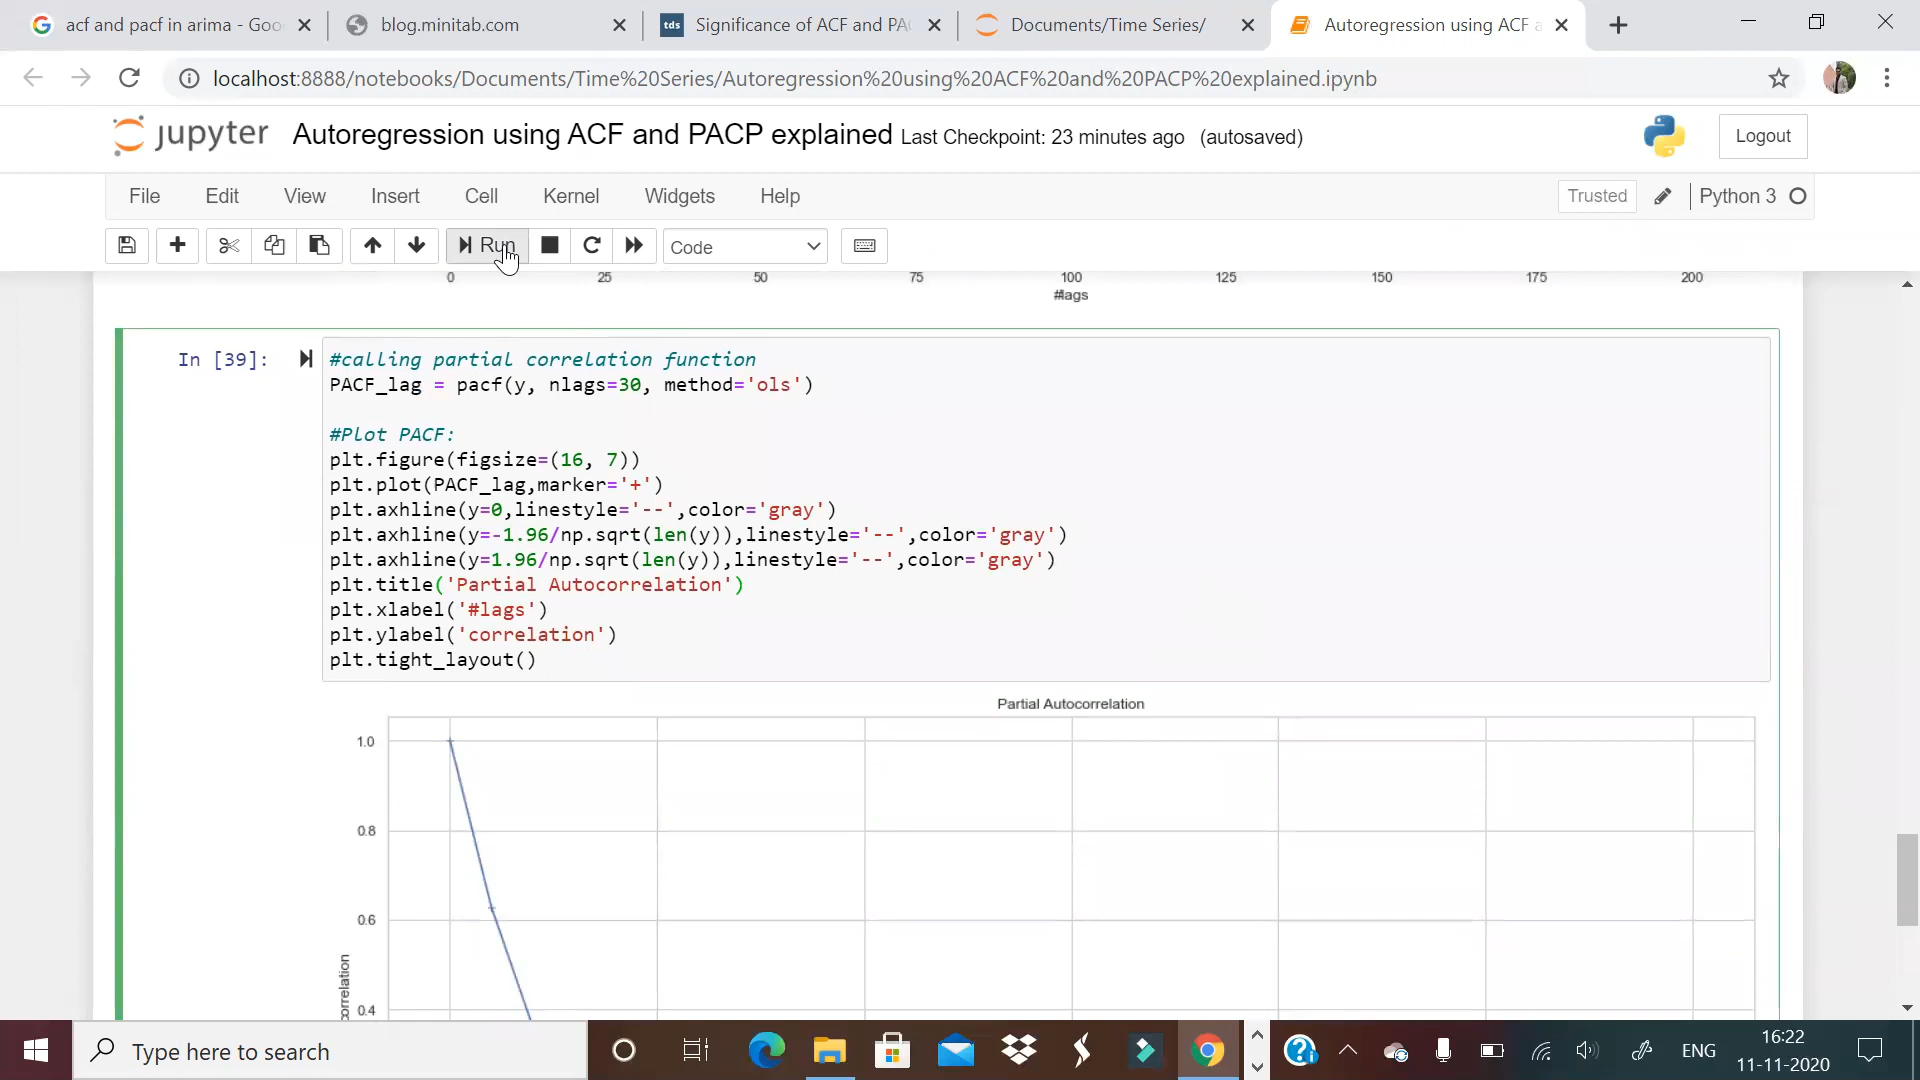 acf and pacf in arima - Goo
blog.minitab.com
tds Significance of ACF and PA
Documents/Time Series/
Autoregression using ACF a
localhost:8888/notebooks/Documents/Time%20Series/Autoregression%20using%20ACF%20and%20PACP%20explained.ipynb
jupyter Autoregression using ACF and PACP explained Last Checkpoint: 23 minutes ago (autosaved)
Logout
File Edit View Insert Cell Kernel Widgets Help
Trusted Python 3
Run Code
0 25 50 75 100 125 150 175 200
#lags
In [39]:
#calling partial correlation function
PACF_lag = pacf(y, nlags=30, method='ols')
#Plot PACF:
plt.figure(figsize=(16, 7))
plt.plot(PACF_lag,marker='+')
plt.axhline(y=0,linestyle='--',color='gray')
plt.axhline(y=-1.96/np.sqrt(len(y)),linestyle='--',color='gray')
plt.axhline(y=1.96/np.sqrt(len(y)),linestyle='--',color='gray')
plt.title('Partial Autocorrelation')
plt.xlabel('#lags')
plt.ylabel('correlation')
plt.tight_layout()
Partial Autocorrelation
1.0
0.8
0.6
0.4
correlation
Type here to search
ENG
16:22
11-11-2020